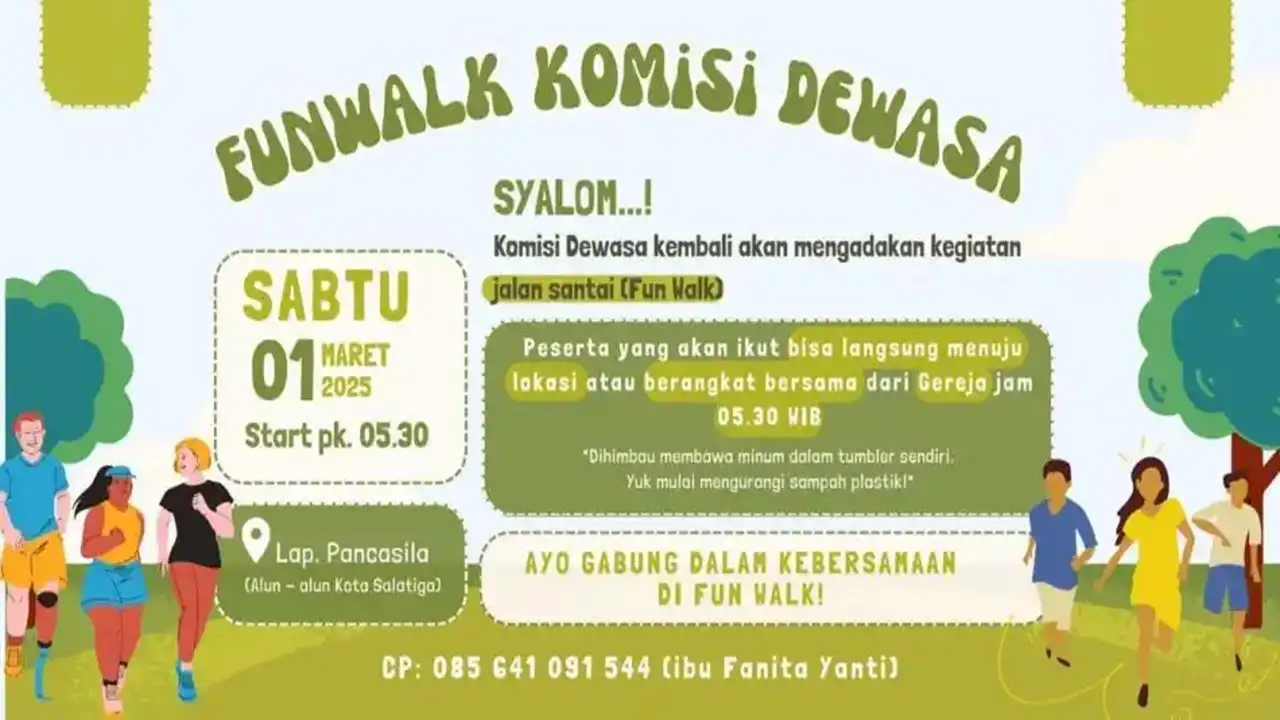 FUNWALK KOMiSi DEWASA
SYALOM...!
Komisi Dewasa kembali akan mengadakan kegiatan
jalan santai (Fun Walk)
SABTU
01
MARET
2025
Start pk. 05.30
Peserta yang akan ikut bisa langsung menuju
lokasi atau berangkat bersama dari Gereja jam
05.30 WIB
*Dihimbau membawa minum dalam tumbler sendiri.
Yuk mulai mengurangi sampah plastik!*
Lap. Pancasila
(Alun - alun Kota Salatiga)
AYO GABUNG DALAM KEBERSAMAAN
DI FUN WALK!
CP: 085 641 091 544 (ibu Fanita Yanti)